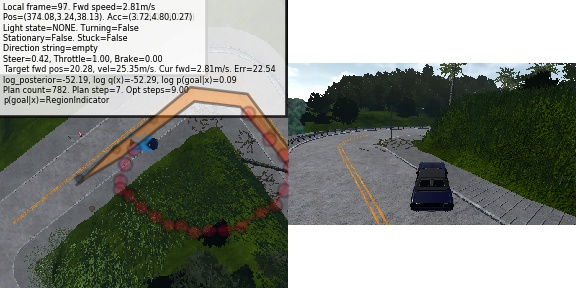 Local frame=97. Fwd speed=2.81m/s
Pos=(374.08,3.24,38.13). Acc=(3.72,4.80,0.27)
Light state=NONE. Turning=False
Stationary=False. Stuck=False
Direction string=empty
Steer=0.42, Throttle=1.00, Brake=0.00
Target fwd pos=20.28, vel=25.35m/s. Cur fwd=2.81m/s. Err=22.54
log_posterior=-52.19, log q(x)=-52.29, log p(goal|x)=0.09
Plan count=782. Plan step=7. Opt steps=9.00
p(goal|x)=RegionIndicator